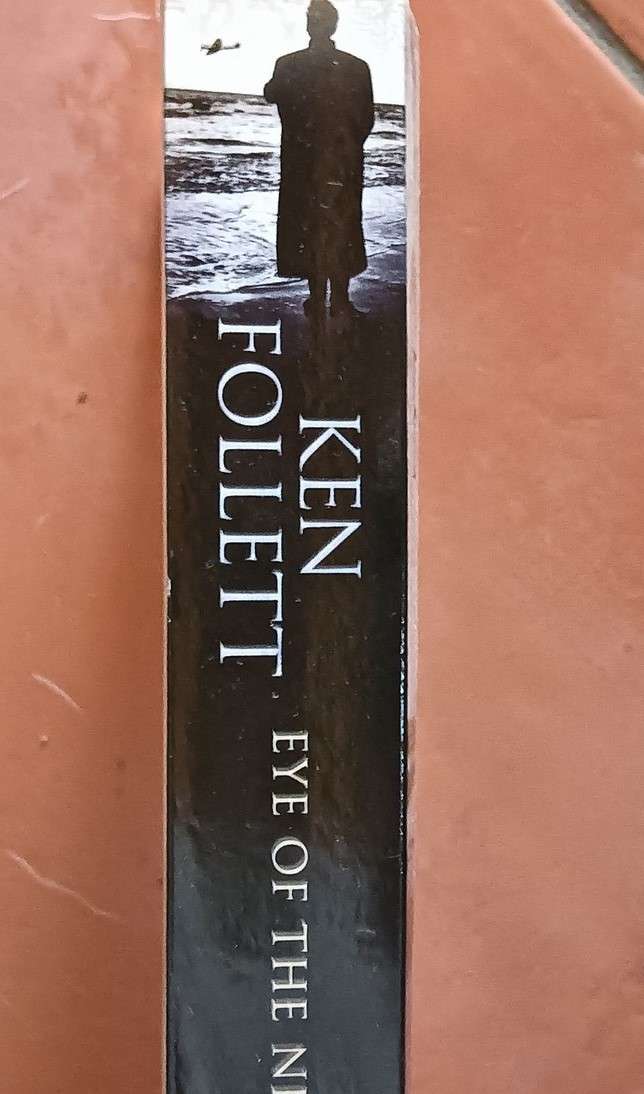 KEN
FOLLETT
EYE OF THE